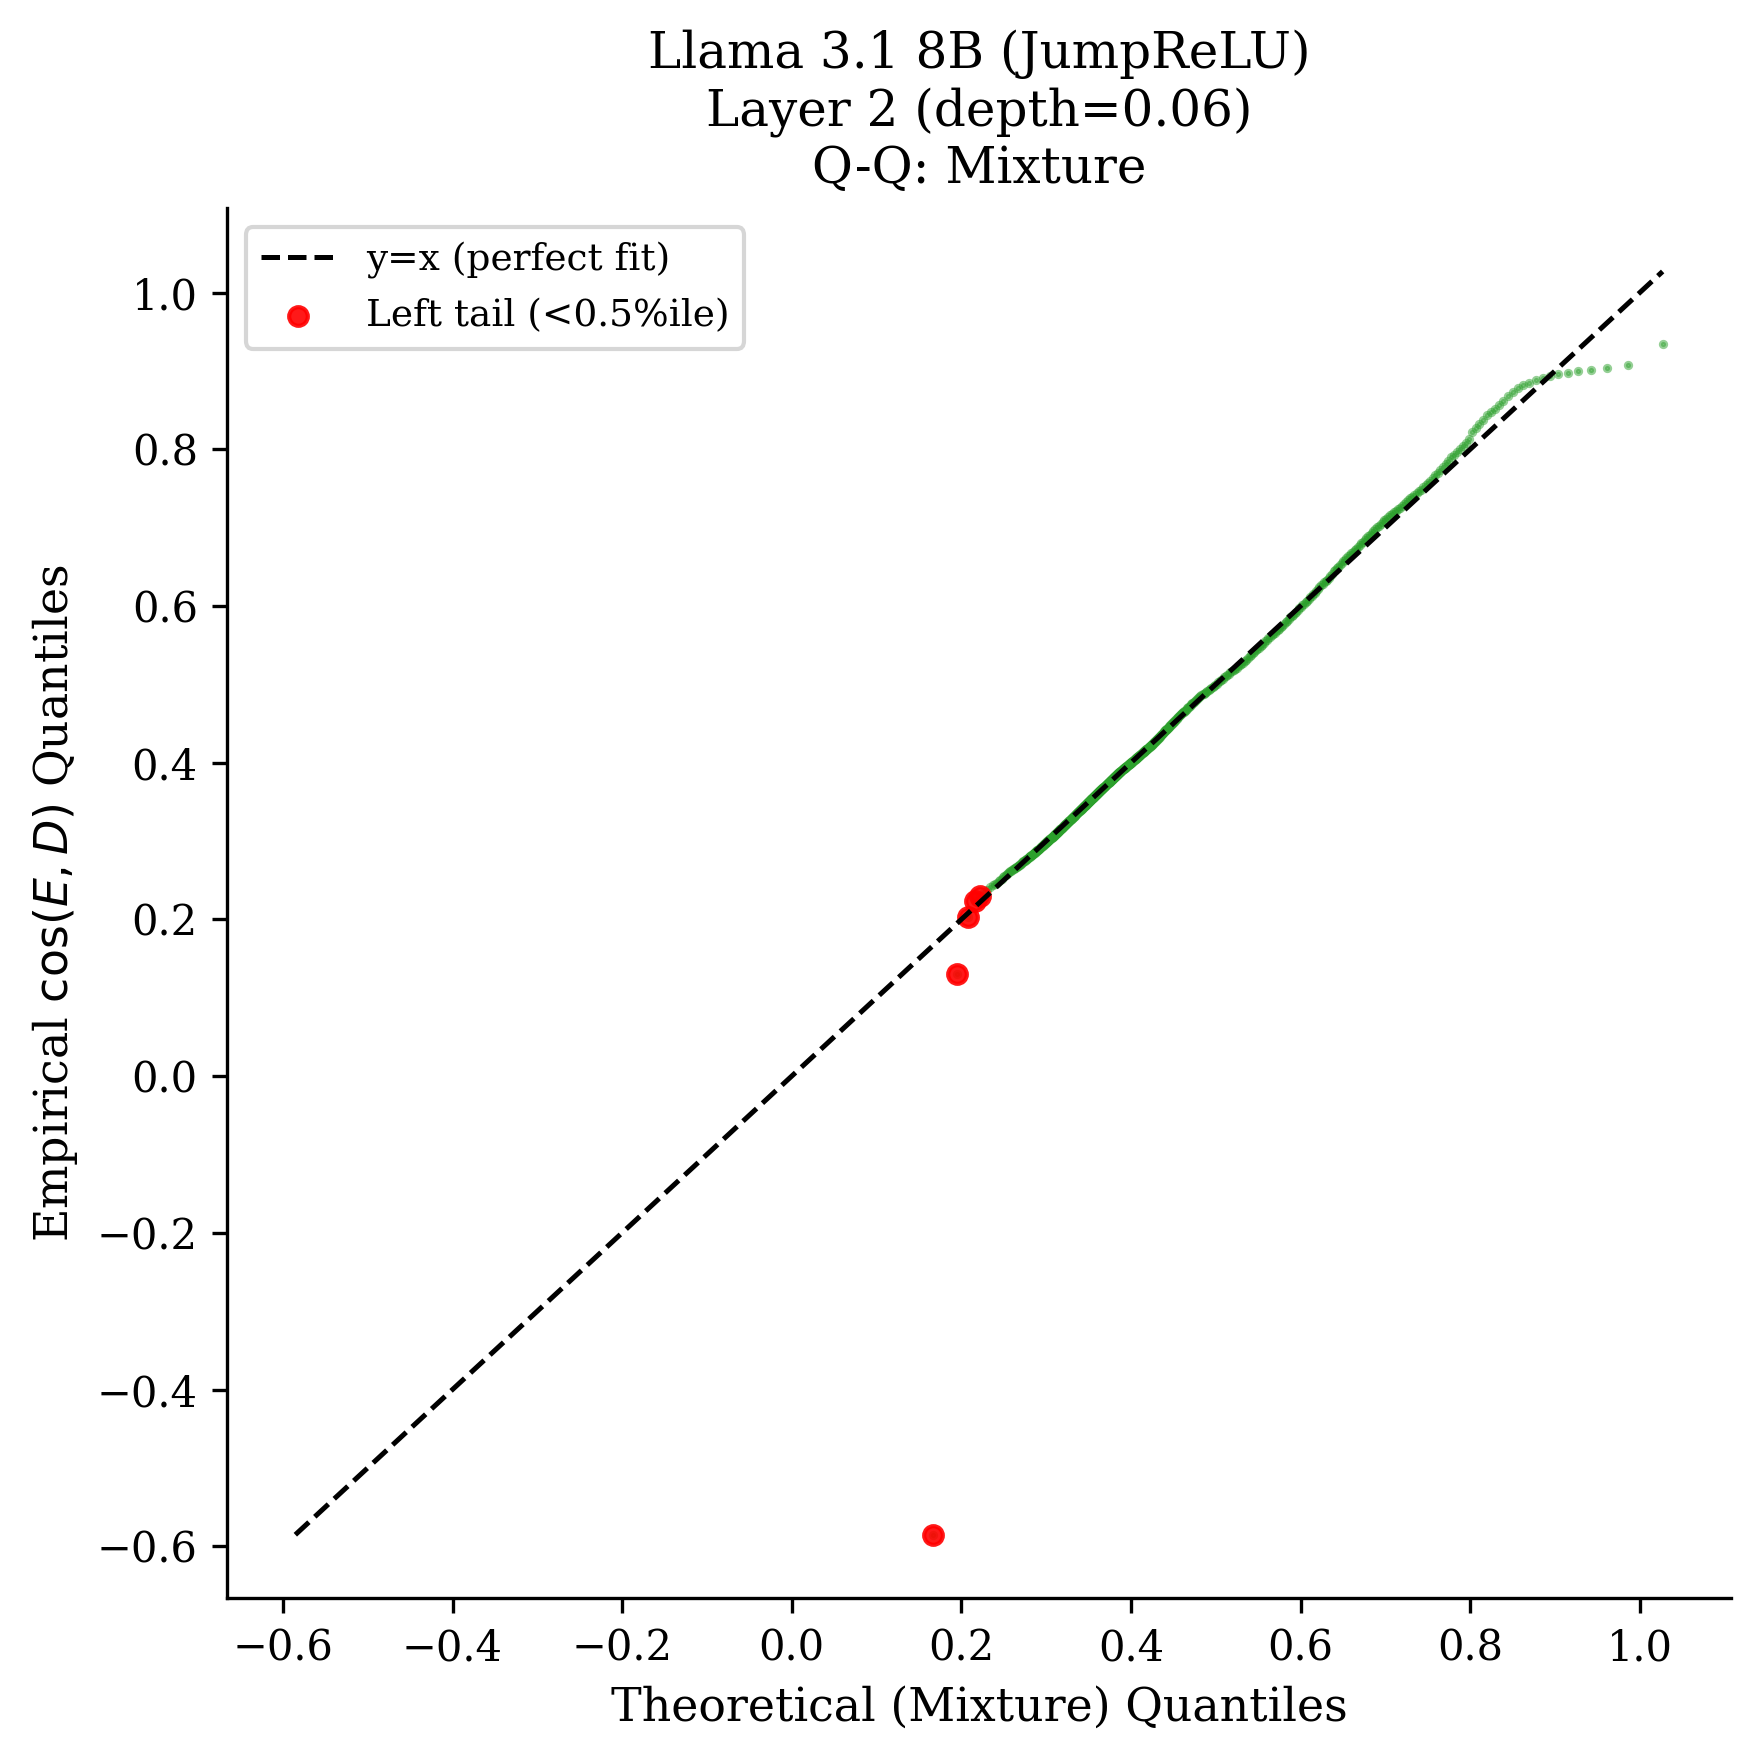 Llama 3.1 8B (JumpReLU)
Layer 2 (depth=0.06)
Q-Q: Mixture
y=x (perfect fit)
Left tail (<0.5%ile)
Empirical cos(E, D) Quantiles
1.0
0.8
0.6
0.4
0.2
0.0
−0.2
−0.4
−0.6
−0.6 −0.4 −0.2 0.0 0.2 0.4 0.6 0.8 1.0
Theoretical (Mixture) Quantiles